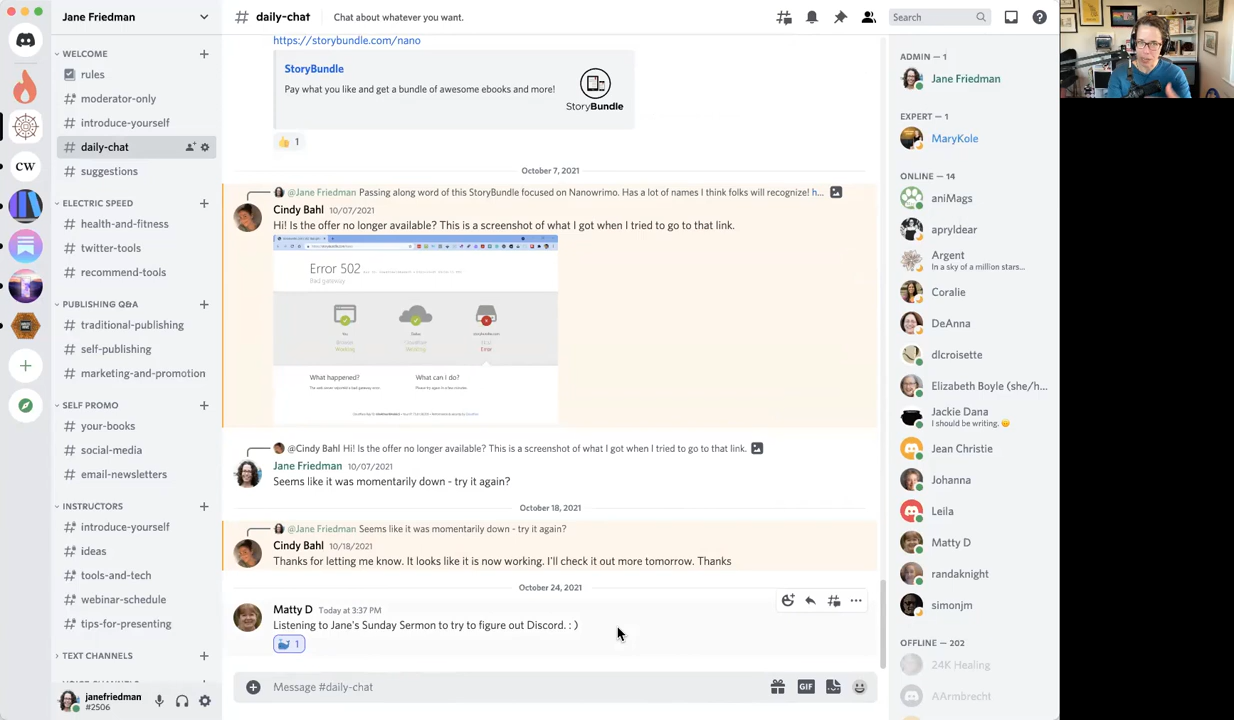 Jane Friedman
WELCOME
rules
moderator-only
introduce-yourself
daily-chat
suggestions
ELECTRIC SPEED
health-and-fitness
twitter-tools
recommend-tools
PUBLISHING Q&A
traditional-publishing
self-publishing
marketing-and-promotion
SELF PROMO
your-books
social-media
email-newsletters
INSTRUCTORS
introduce-yourself
ideas
tools-and-tech
webinar-schedule
tips-for-presenting
TEXT CHANNELS
janefriedman
#2506
CW
daily-chat Chat about whatever you want.
Search
https://storybundle.com/nano
StoryBundle
Pay what you like and get a bundle of awesome ebooks and more!
StoryBundle
1
October 7, 2021
@Jane Friedman Passing along word of this StoryBundle focused on Nanowrimo. Has a lot of names I think folks will recognize! h...
Cindy Bahl 10/07/2021
Hi! Is the offer no longer available? This is a screenshot of what I got when I tried to go to that link.
Error 502
Bad gateway
Working
Working
Error
What happened? What can I do?
@Cindy Bahl Hi! Is the offer no longer available? This is a screenshot of what I got when I tried to go to that link.
Jane Friedman 10/07/2021
Seems like it was momentarily down - try it again?
October 18, 2021
@Jane Friedman Seems like it was momentarily down - try it again?
Cindy Bahl 10/18/2021
Thanks for letting me know. It looks like it is now working. I'll check it out more tomorrow. Thanks
October 24, 2021
Matty D Today at 3:37 PM
Listening to Jane's Sunday Sermon to try to figure out Discord. : )
1
Message #daily-chat
GIF
ADMIN — 1
Jane Friedman
EXPERT — 1
MaryKole
ONLINE — 14
aniMags
apryldear
Argent
In a sky of a million stars...
Coralie
DeAnna
dlcroisette
Elizabeth Boyle (she/h...
Jackie Dana
I should be writing.
Jean Christie
Johanna
Leila
Matty D
randaknight
simonjm
OFFLINE — 202
24K Healing
AArmbrecht